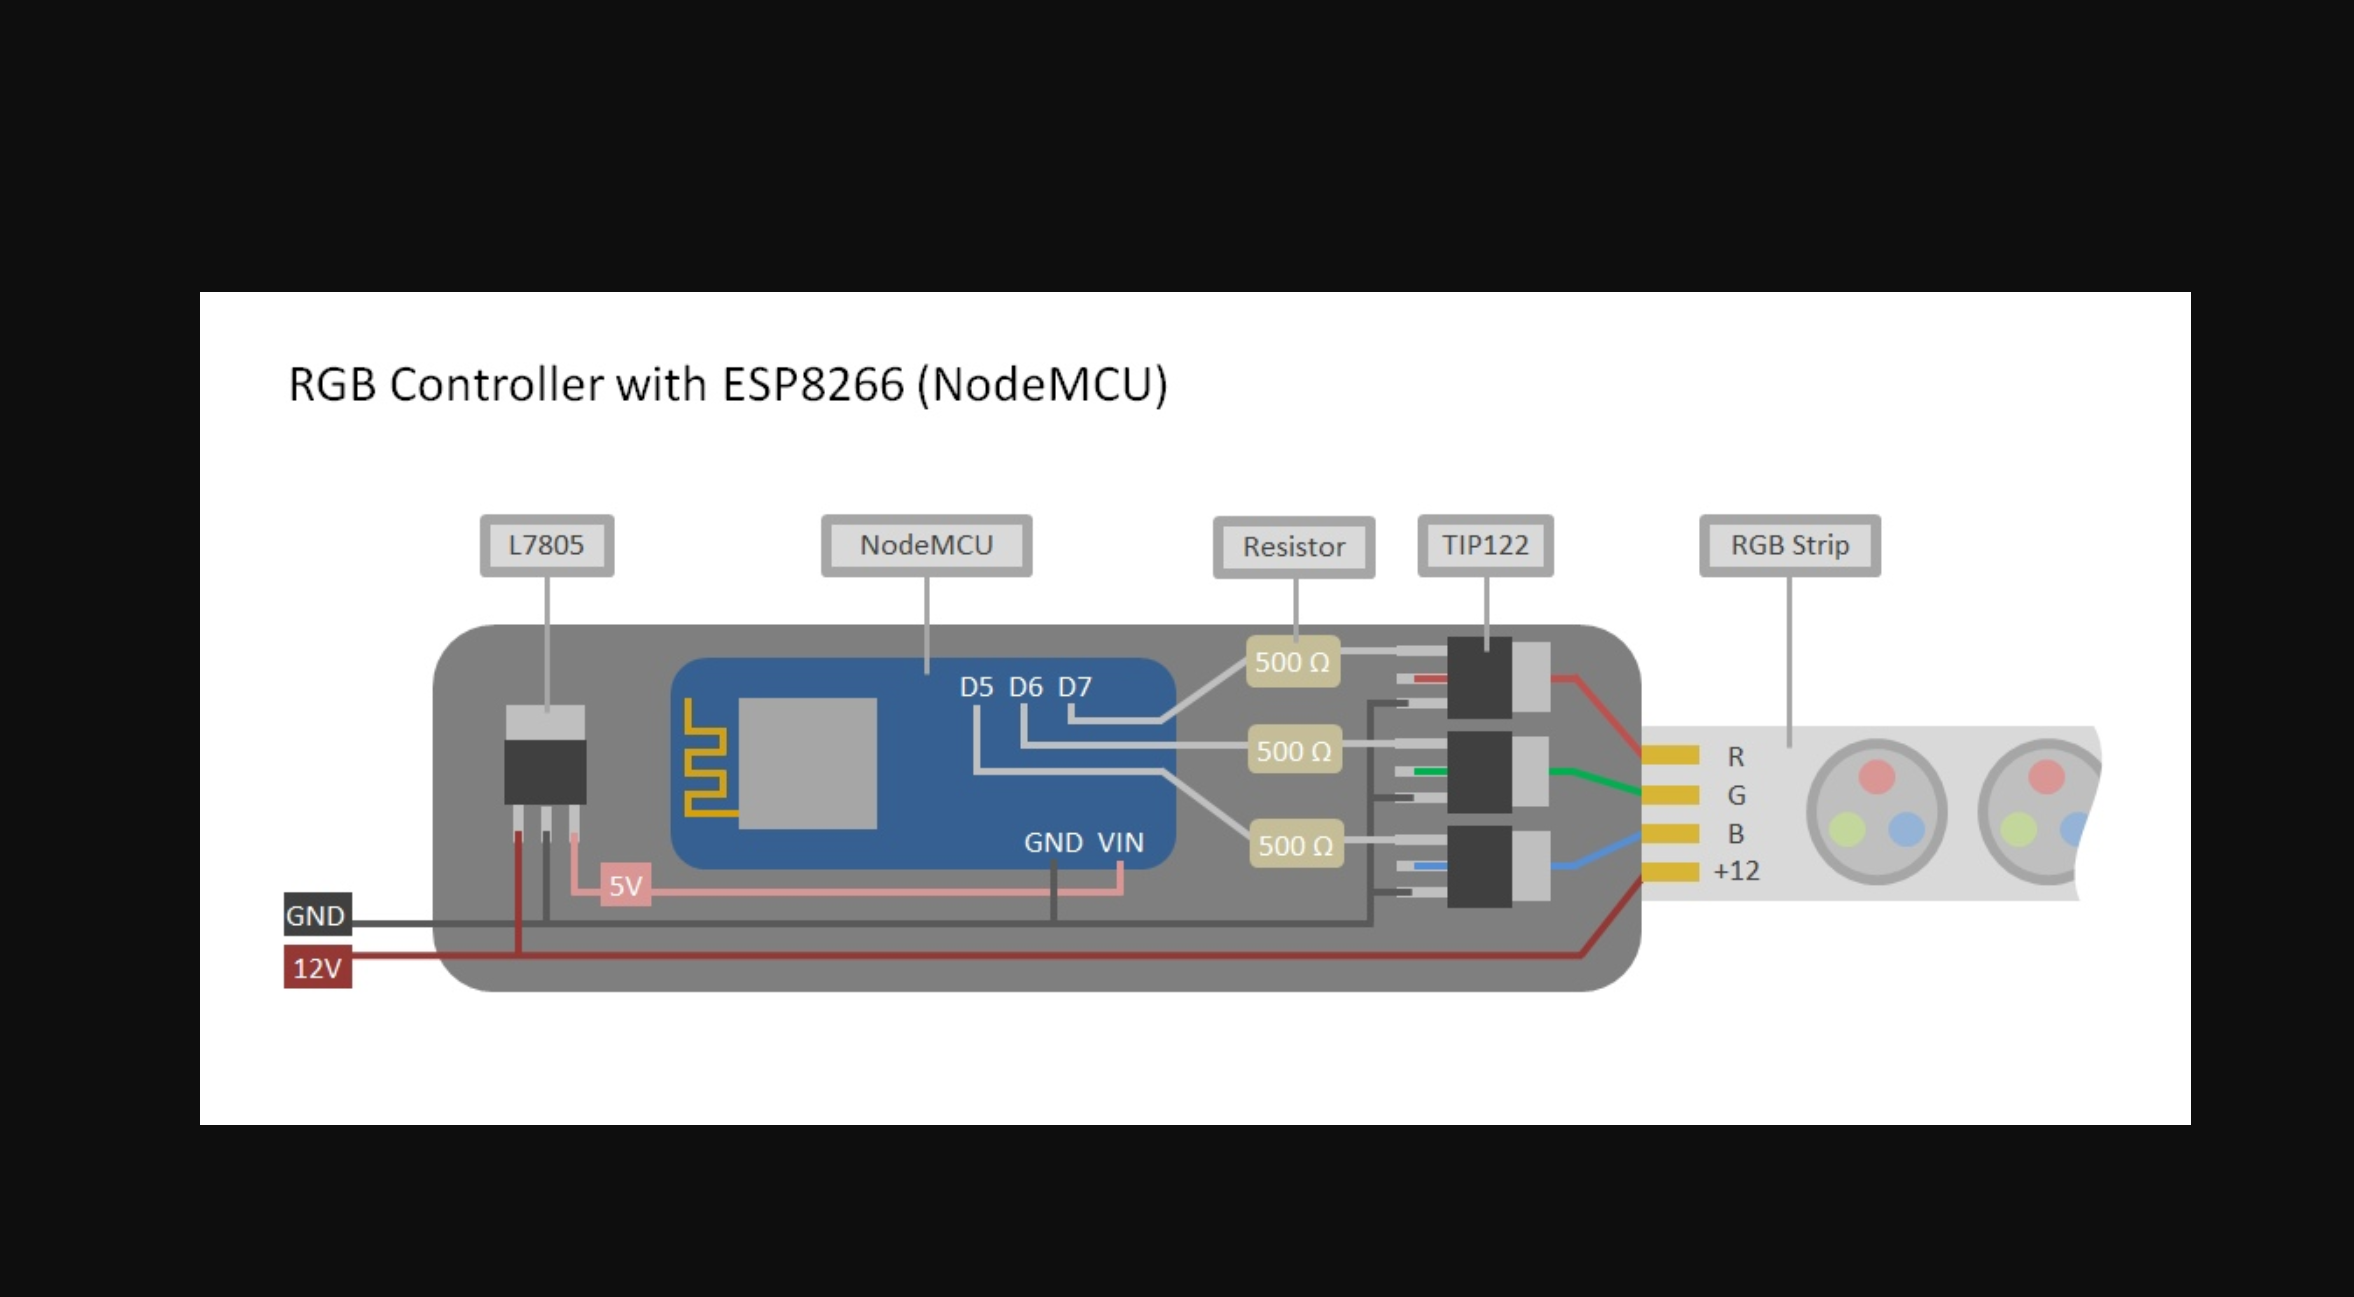 RGB Controller with ESP8266 (NodeMCU)
L7805
NodeMCU
Resistor
TIP122
RGB Strip
D5 D6 D7
500 Ω
500 Ω
500 Ω
GND VIN
5V
GND
12V
R
G
B
+12